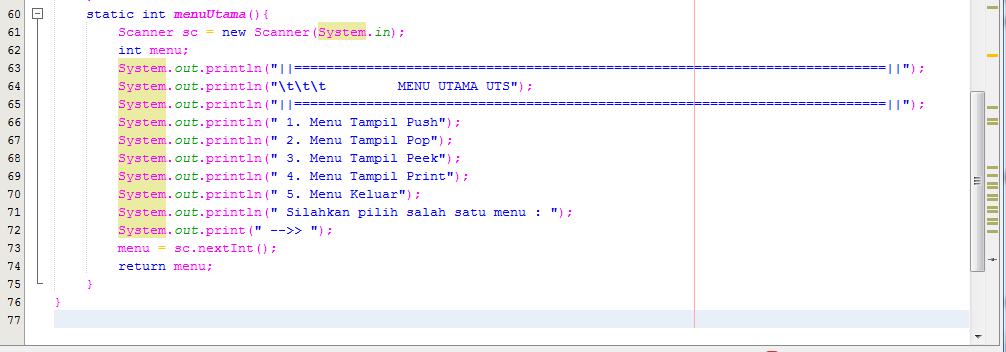 60 static int menuUtama(){
61 Scanner sc = new Scanner(System.in);
62 int menu;
63 System.out.println("||==========================================================================||");
64 System.out.println("\t\t\t         MENU UTAMA UTS");
65 System.out.println("||==========================================================================||");
66 System.out.println(" 1. Menu Tampil Push");
67 System.out.println(" 2. Menu Tampil Pop");
68 System.out.println(" 3. Menu Tampil Peek");
69 System.out.println(" 4. Menu Tampil Print");
70 System.out.println(" 5. Menu Keluar");
71 System.out.println(" Silahkan pilih salah satu menu : ");
72 System.out.print(" -->> ");
73 menu = sc.nextInt();
74 return menu;
75 }
76 }
77